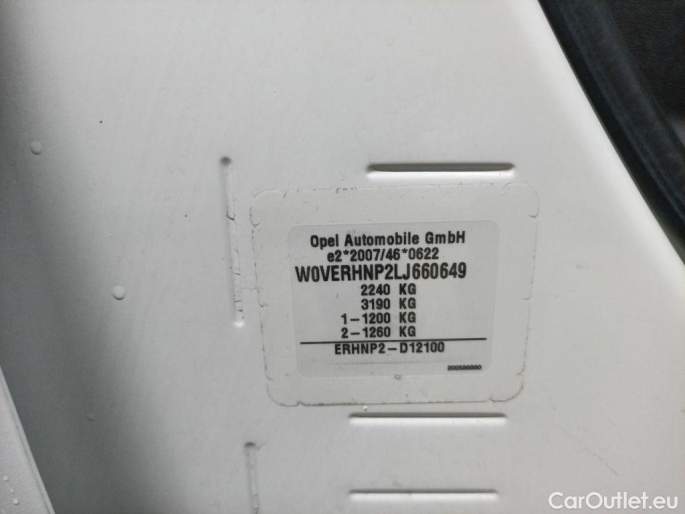 Opel Automobile GmbH
e2*2007/46*0622
W0VERHNP2LJ660649
2240 KG
3190 KG
1-1200 KG
2-1260 KG
ERHNP2-D12100
CarOutlet.eu